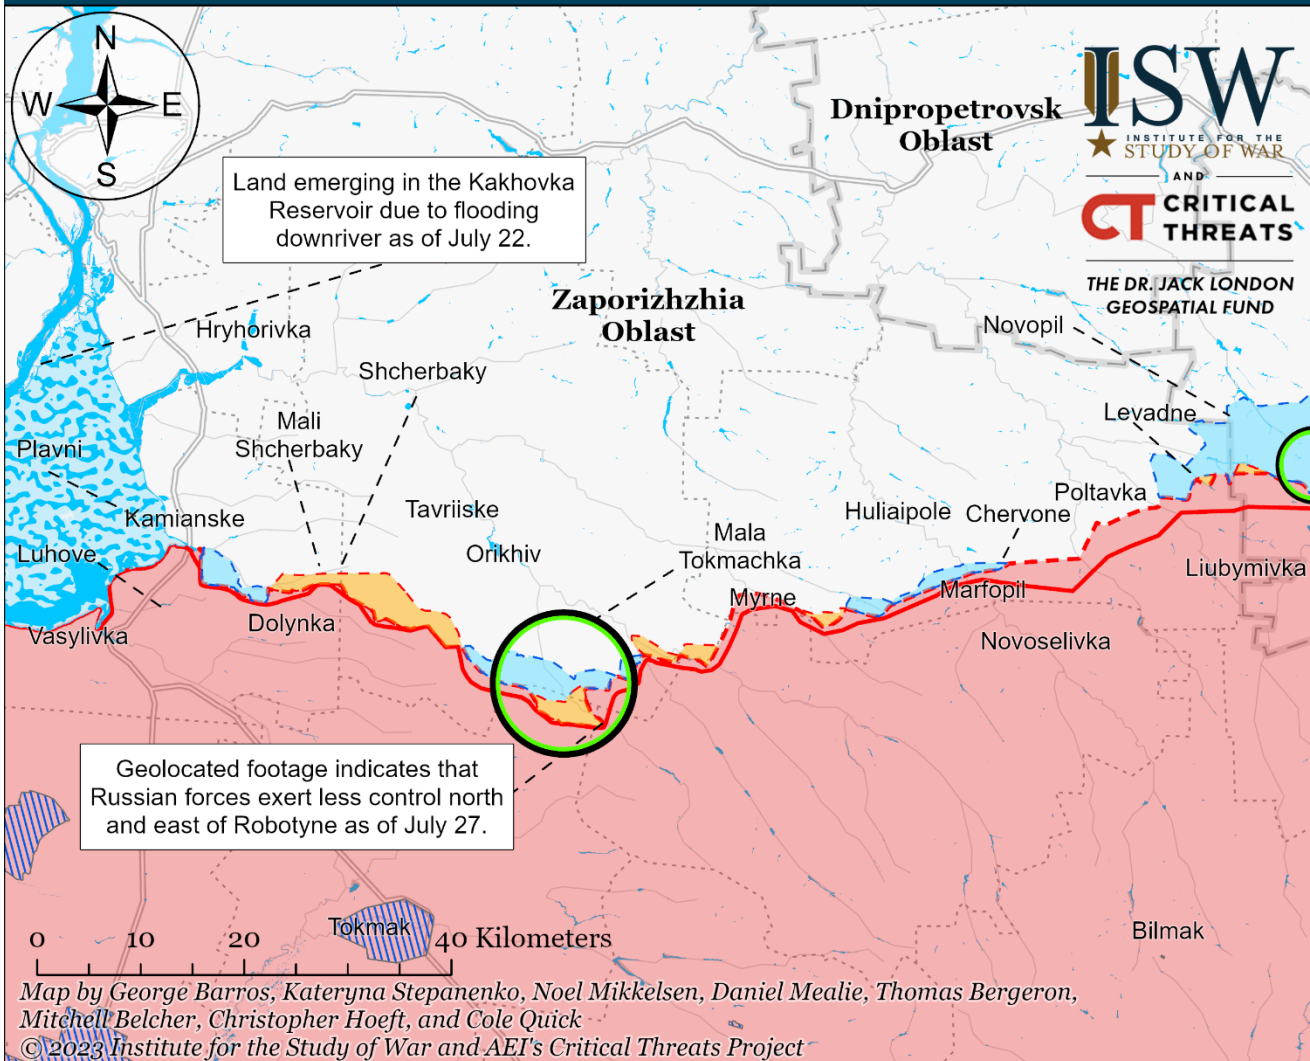 N
W
E
S
Dnipropetrovsk
Oblast
ISW
INSTITUTE FOR THE
STUDY OF WAR
AND
CT CRITICAL
THREATS
THE DR. JACK LONDON
GEOSPATIAL FUND
Land emerging in the Kakhovka
Reservoir due to flooding
downriver as of July 22.
Zaporizhzhia
Oblast
Hryhorivka
Novopil
Shcherbaky
Levadne
Mali
Shcherbaky
Plavni
Poltavka
Tavriiske
Huliaipole
Chervone
Kamianske
Mala
Tokmachka
Orikhiv
Luhove
Liubymivka
Marfopil
Myrne
Dolynka
Vasylivka
Novoselivka
Geolocated footage indicates that
Russian forces exert less control north
and east of Robotyne as of July 27.
Tokmak
Bilmak
0 10 20 40 Kilometers
Map by George Barros, Kateryna Stepanenko, Noel Mikkelsen, Daniel Mealie, Thomas Bergeron,
Mitchell Belcher, Christopher Hoeft, and Cole Quick
© 2023 Institute for the Study of War and AEI's Critical Threats Project